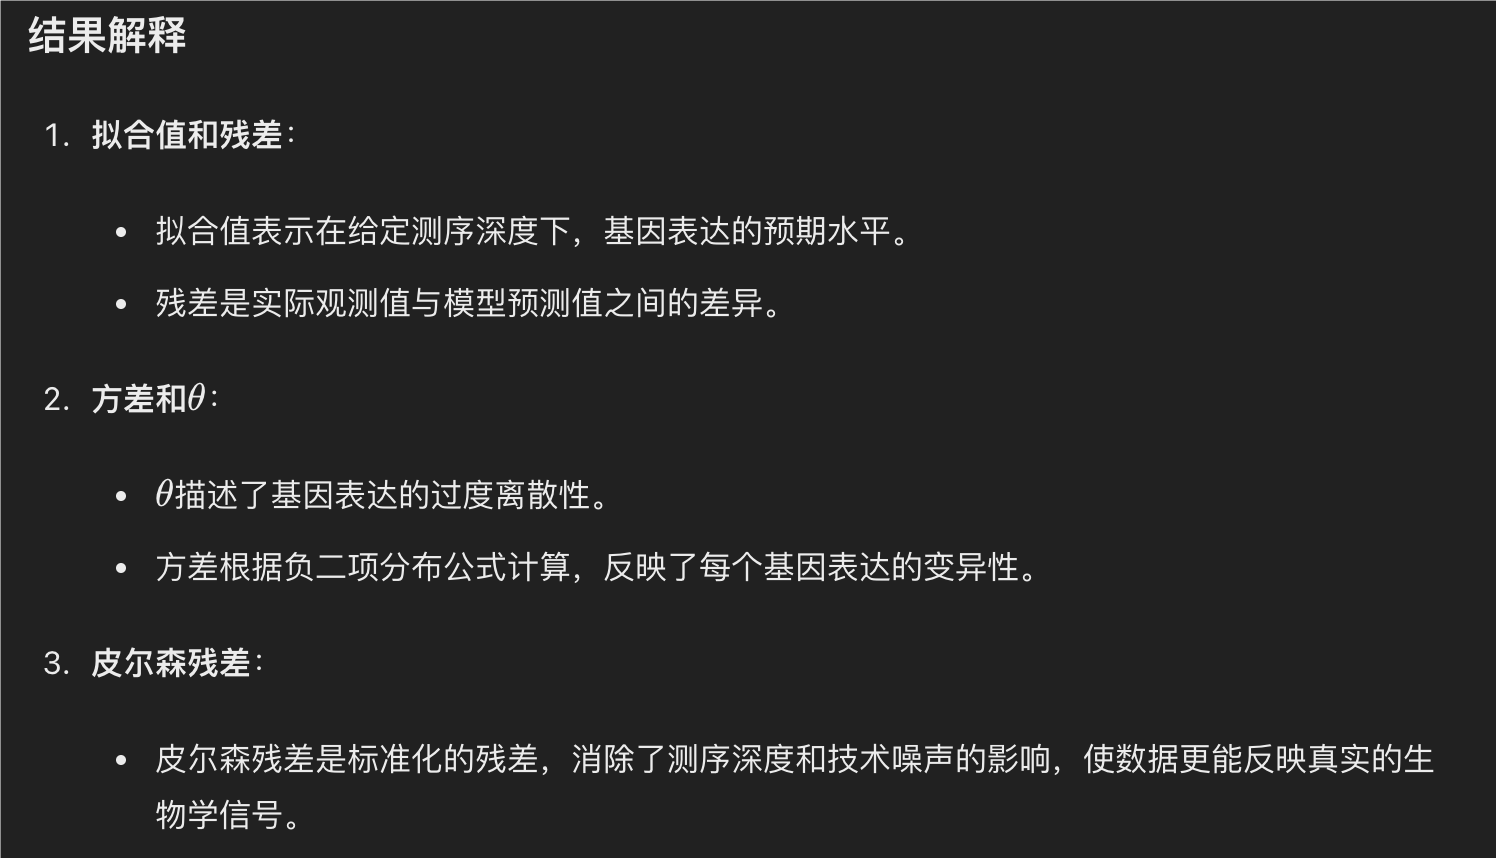 结果解释
1. 拟合值和残差：
• 拟合值表示在给定测序深度下，基因表达的预期水平。
• 残差是实际观测值与模型预测值之间的差异。
2. 方差和θ：
• θ描述了基因表达的过度离散性。
• 方差根据负二项分布公式计算，反映了每个基因表达的变异性。
3. 皮尔森残差：
• 皮尔森残差是标准化的残差，消除了测序深度和技术噪声的影响，使数据更能反映真实的生
物学信号。